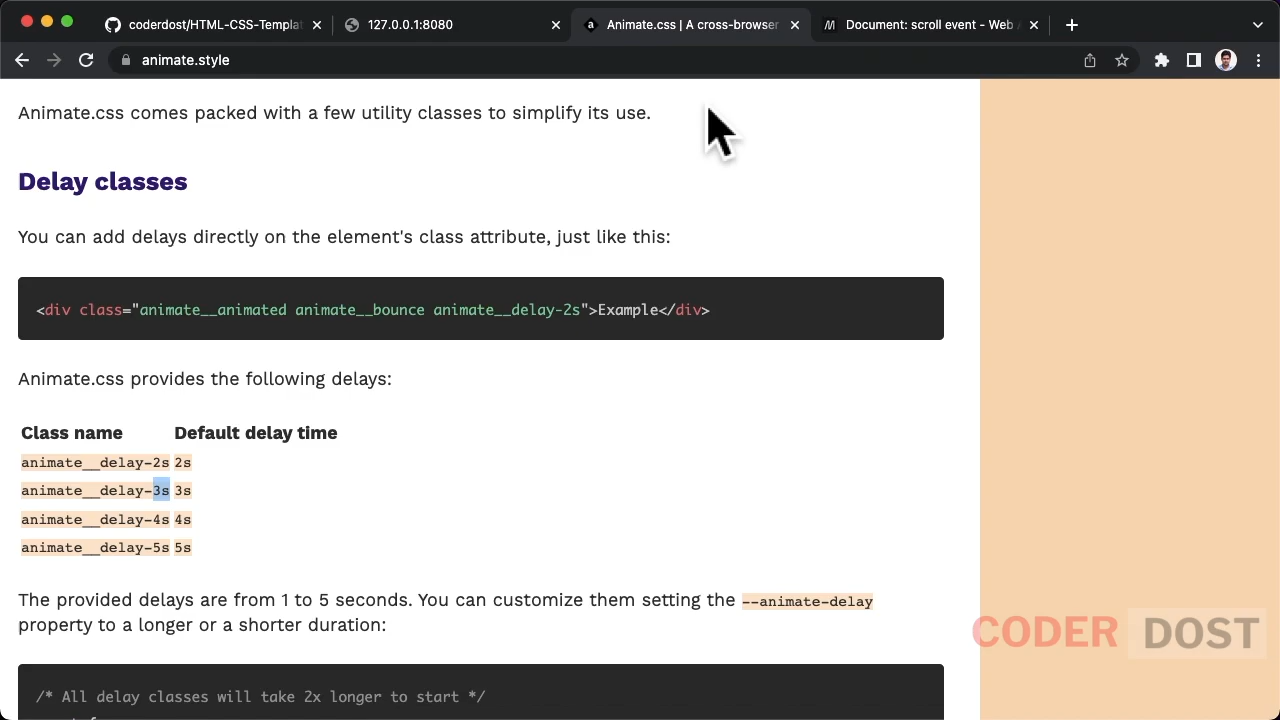 coderdost/HTML-CSS-Templat
127.0.0.1:8080
Animate.css | A cross-browser
Document: scroll event - Web A
animate.style
Animate.css comes packed with a few utility classes to simplify its use.
Delay classes
You can add delays directly on the element's class attribute, just like this:
<div class="animate__animated animate__bounce animate__delay-2s">Example</div>
Animate.css provides the following delays:
Class name Default delay time
animate__delay-2s 2s
animate__delay-3s 3s
animate__delay-4s 4s
animate__delay-5s 5s
The provided delays are from 1 to 5 seconds. You can customize them setting the --animate-delay
property to a longer or a shorter duration:
CODER DOST
/* All delay classes will take 2x longer to start */